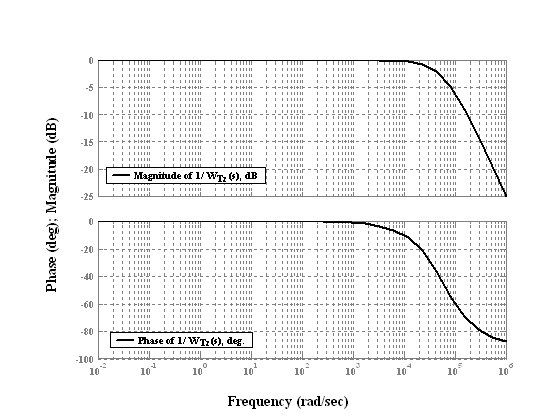 0
-5
-10
-15
-20
-25
Magnitude of 1/ W_T2 (s), dB
Phase (deg); Magnitude (dB)
0
-20
-40
-60
-80
-100
Phase of 1/ W_T2 (s), deg.
10^-2 10^-1 10^0 10^1 10^2 10^3 10^4 10^5 10^6
Frequency (rad/sec)